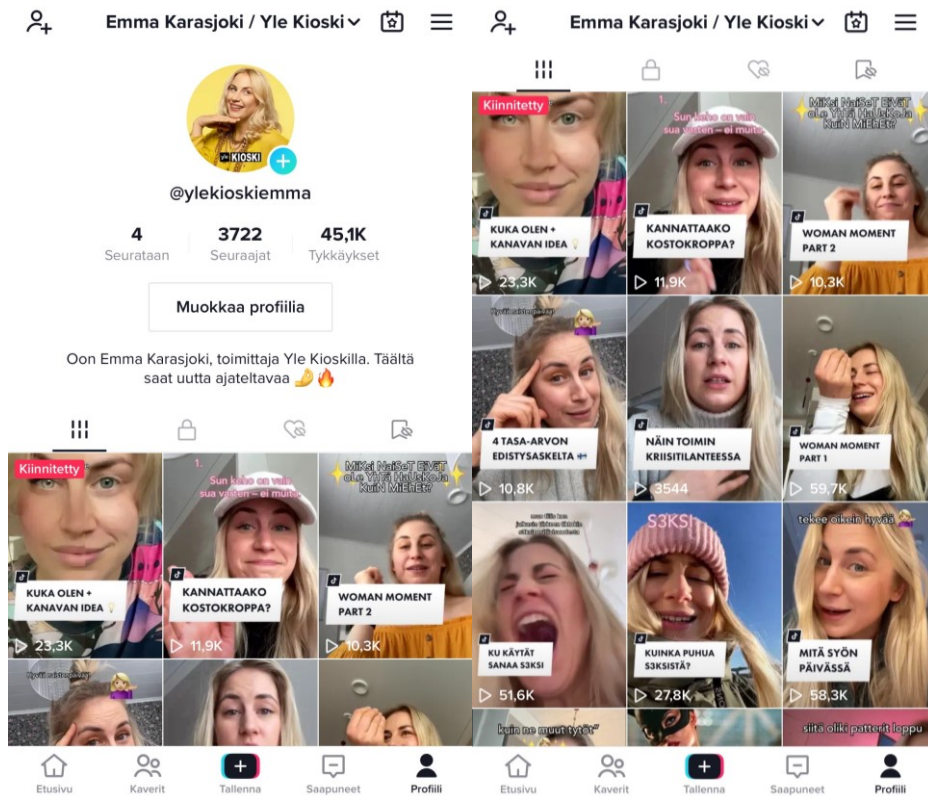 Emma Karasjoki / Yle Kioski
yle KIOSKI
@ylekioskiemma
4
Seurataan
3722
Seuraajat
45,1K
Tykkäykset
Muokkaa profiilia
Oon Emma Karasjoki, toimittaja Yle Kioskilla. Täältä
saat uutta ajateltavaa 🤌🔥
Kiinnitetty
KUKA OLEN +
KANAVAN IDEA 💡
23,3K
1.
Sun keho on vain
sua varten – ei muita.
KANNATTAAKO
KOSTOKROPPA?
11,9K
MiKsi NaiSeT EiVäT
oLe YhTä HaUsKoJa
KuiN MiEhEt?
WOMAN MOMENT
PART 2
10,3K
Etusivu
Kaverit
Tallenna
Saapuneet
Profiili
Emma Karasjoki / Yle Kioski
Kiinnitetty
KUKA OLEN +
KANAVAN IDEA 💡
23,3K
1.
Sun keho on vain
sua varten – ei muita.
KANNATTAAKO
KOSTOKROPPA?
11,9K
MiKsi NaiSeT EiVäT
oLe YhTä HaUsKoJa
KuiN MiEhEt?
WOMAN MOMENT
PART 2
10,3K
4 TASA-ARVON
EDISTYSASKELTA 🇫🇮
10,8K
NÄIN TOIMIN
KRIISITILANTEESSA
3544
WOMAN MOMENT
PART 1
59,7K
KU KÄYTÄT
SANAA S3KSI
51,6K
S3KSI
KUINKA PUHUA
S3KSISTÄ?
27,8K
tekee oikein hyvää
MITÄ SYÖN
PÄIVÄSSÄ
58,3K
kuin ne muut tytöt"
siitä oliki patterit loppu
Etusivu
Kaverit
Tallenna
Saapuneet
Profiili